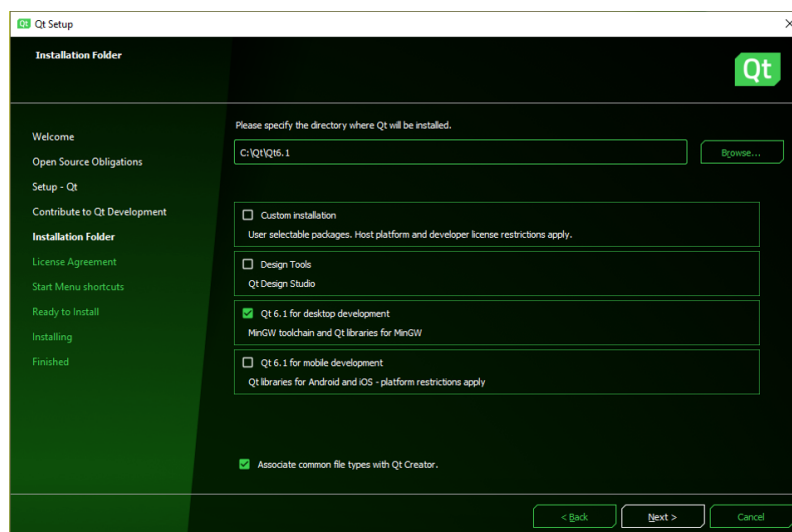 Qt Qt Setup
Installation Folder
Qt
Welcome
Open Source Obligations
Setup - Qt
Contribute to Qt Development
Installation Folder
License Agreement
Start Menu shortcuts
Ready to Install
Installing
Finished
Please specify the directory where Qt will be installed.
C:\Qt\Qt6.1
Browse...
Custom installation
User selectable packages. Host platform and developer license restrictions apply.
Design Tools
Qt Design Studio
Qt 6.1 for desktop development
MinGW toolchain and Qt libraries for MinGW
Qt 6.1 for mobile development
Qt libraries for Android and iOS - platform restrictions apply
Associate common file types with Qt Creator.
< Back
Next >
Cancel